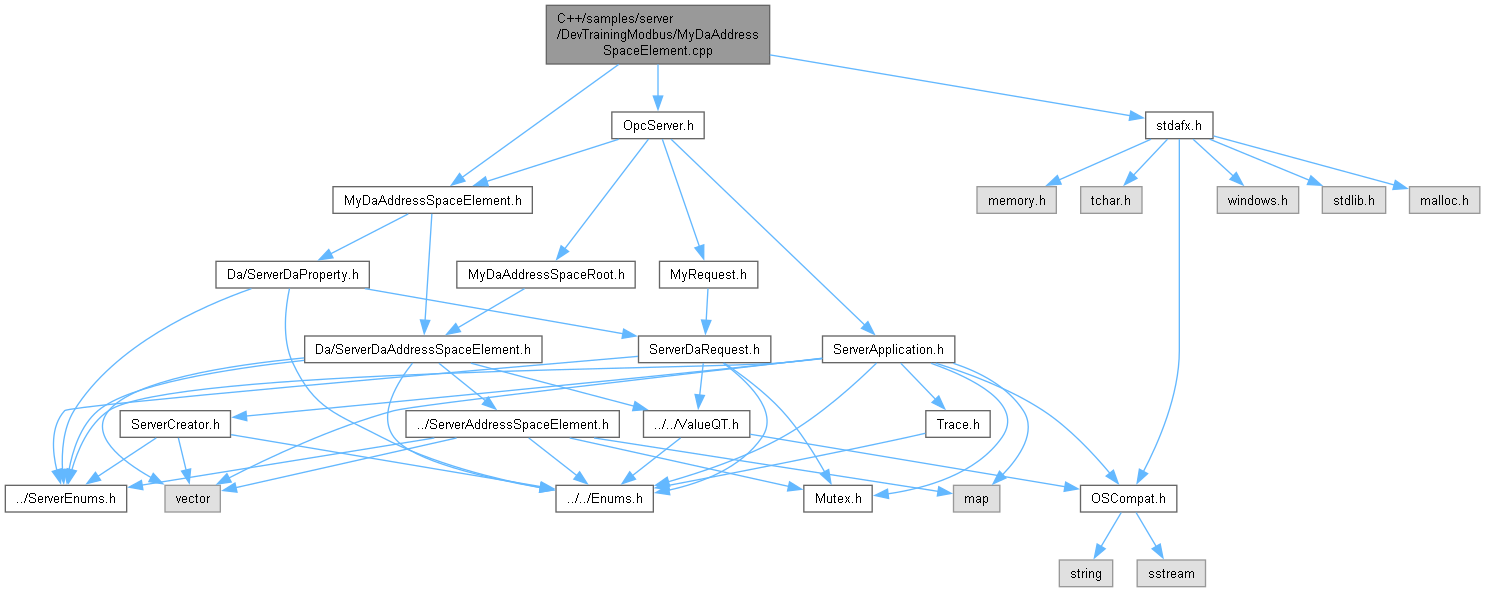 C++/samples/server
/DevTrainingModbus/MyDaAddress
SpaceElement.cpp
OpcServer.h
stdafx.h
MyDaAddressSpaceElement.h
memory.h
tchar.h
windows.h
stdlib.h
malloc.h
Da/ServerDaProperty.h
MyDaAddressSpaceRoot.h
MyRequest.h
Da/ServerDaAddressSpaceElement.h
ServerDaRequest.h
ServerApplication.h
ServerCreator.h
../ServerAddressSpaceElement.h
../../ValueQT.h
Trace.h
../ServerEnums.h
vector
../../Enums.h
Mutex.h
map
OSCompat.h
string
sstream